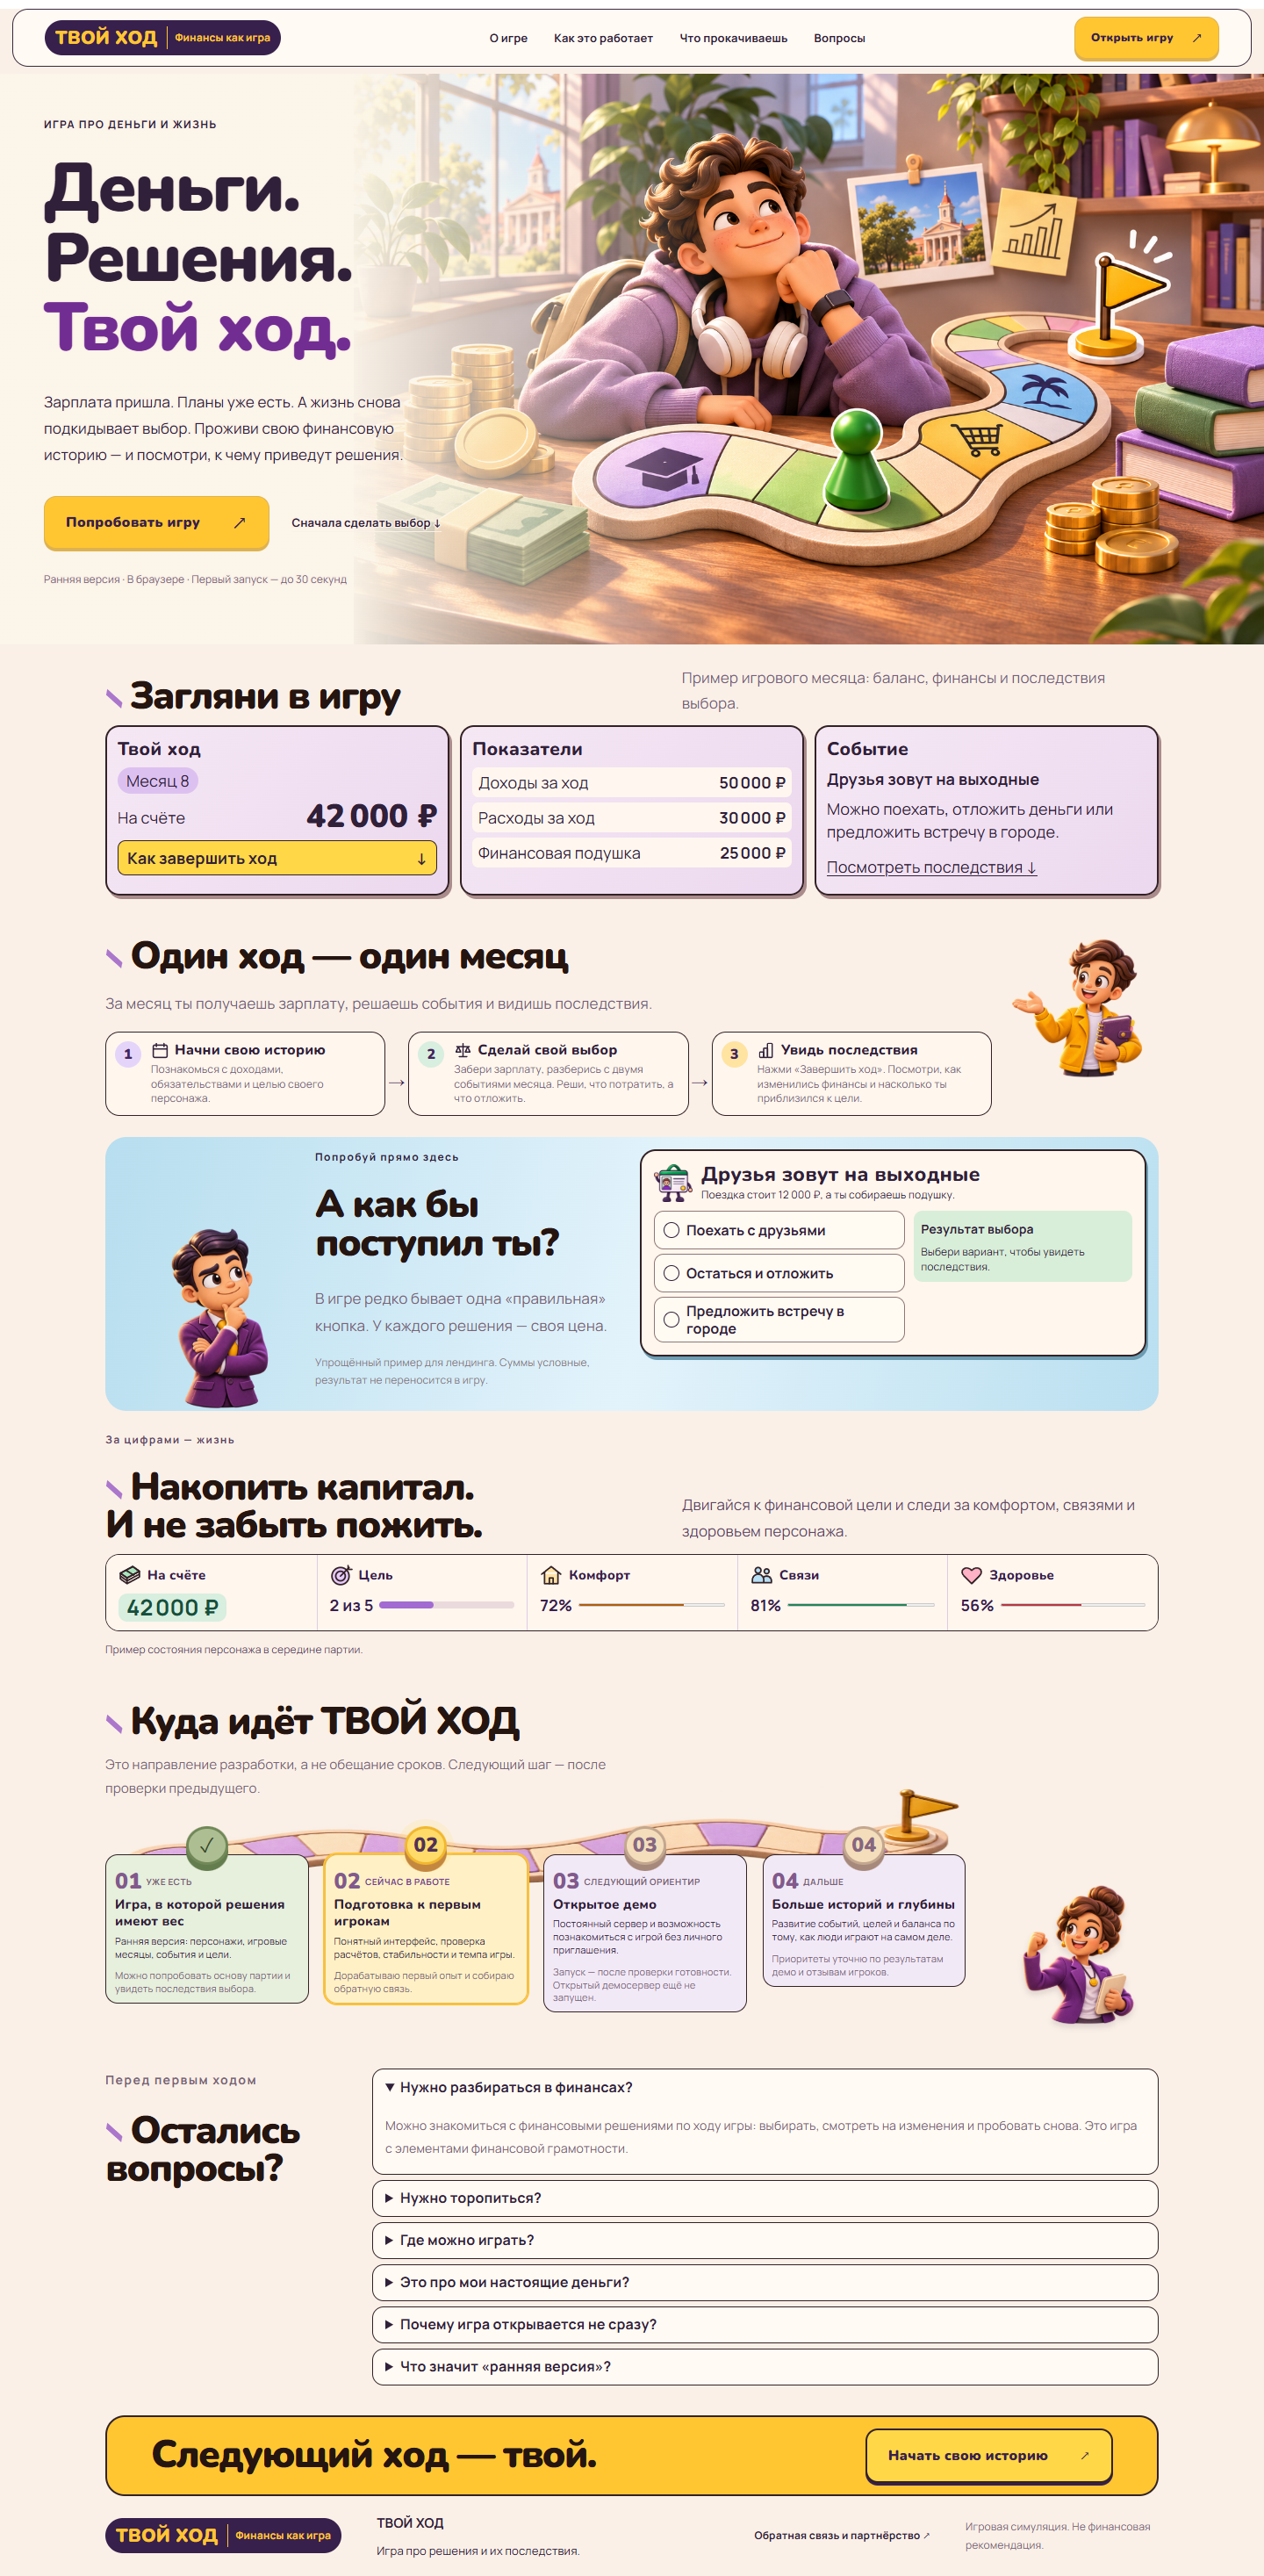 ТВОЙ ХОД Финансы как игра
О игре Как это работает Что прокачиваешь Вопросы
Открыть игру ↗
ИГРА ПРО ДЕНЬГИ И ЖИЗНЬ
Деньги.
Решения.
Твой ход.
Зарплата пришла. Планы уже есть. А жизнь снова
подкидывает выбор. Проживи свою финансовую
историю — и посмотри, к чему приведут решения.
Попробовать игру ↗
Сначала сделать выбор ↓
Ранняя версия · В браузере · Первый запуск — до 30 секунд
Загляни в игру
Пример игрового месяца: баланс, финансы и последствия
выбора.
Твой ход
Месяц 8
На счёте 42 000 ₽
Как завершить ход ↓
Показатели
Доходы за ход 50 000 ₽
Расходы за ход 30 000 ₽
Финансовая подушка 25 000 ₽
Событие
Друзья зовут на выходные
Можно поехать, отложить деньги или
предложить встречу в городе.
Посмотреть последствия ↓
Один ход — один месяц
За месяц ты получаешь зарплату, решаешь события и видишь последствия.
1 Начни свою историю
Познакомься с доходами,
обязательствами и целью своего
персонажа.
→
2 Сделай свой выбор
Забери зарплату, разберись с двумя
событиями месяца. Реши, что потратить, а
что отложить.
→
3 Увидь последствия
Нажми «Завершить ход». Посмотри, как
изменились финансы и насколько ты
приблизился к цели.
Попробуй прямо здесь
А как бы
поступил ты?
В игре редко бывает одна «правильная»
кнопка. У каждого решения — своя цена.
Упрощённый пример для лендинга. Суммы условные,
результат не переносится в игру.
Друзья зовут на выходные
Поездка стоит 12 000 ₽, а ты собираешь подушку.
Поехать с друзьями
Остаться и отложить
Предложить встречу в
городе
Результат выбора
Выбери вариант, чтобы увидеть
последствия.
За цифрами — жизнь
Накопить капитал.
И не забыть пожить.
Двигайся к финансовой цели и следи за комфортом, связями и
здоровьем персонажа.
На счёте
42 000 ₽
Цель
2 из 5
Комфорт
72%
Связи
81%
Здоровье
56%
Пример состояния персонажа в середине партии.
Куда идёт ТВОЙ ХОД
Это направление разработки, а не обещание сроков. Следующий шаг — после
проверки предыдущего.
✓ 02 03 04
01 УЖЕ ЕСТЬ
Игра, в которой решения
имеют вес
Ранняя версия: персонажи, игровые
месяцы, события и цели.
Можно попробовать основу партии и
увидеть последствия выбора.
02 СЕЙЧАС В РАБОТЕ
Подготовка к первым
игрокам
Понятный интерфейс, проверка
расчётов, стабильности и темпа игры.
Дорабатываю первый опыт и собираю
обратную связь.
03 СЛЕДУЮЩИЙ ОРИЕНТИР
Открытое демо
Постоянный сервер и возможность
познакомиться с игрой без личного
приглашения.
Запуск — после проверки готовности.
Открытый демосервер ещё не
запущен.
04 ДАЛЬШЕ
Больше историй и глубины
Развитие событий, целей и баланса по
тому, как люди играют на самом деле.
Приоритеты уточню по результатам
демо и отзывам игроков.
Перед первым ходом
Остались
вопросы?
▼ Нужно разбираться в финансах?
Можно знакомиться с финансовыми решениями по ходу игры: выбирать, смотреть на изменения и пробовать снова. Это игра
с элементами финансовой грамотности.
▶ Нужно торопиться?
▶ Где можно играть?
▶ Это про мои настоящие деньги?
▶ Почему игра открывается не сразу?
▶ Что значит «ранняя версия»?
Следующий ход — твой.
Начать свою историю ↗
ТВОЙ ХОД Финансы как игра
ТВОЙ ХОД
Игра про решения и их последствия.
Обратная связь и партнёрство ↗
Игровая симуляция. Не финансовая
рекомендация.